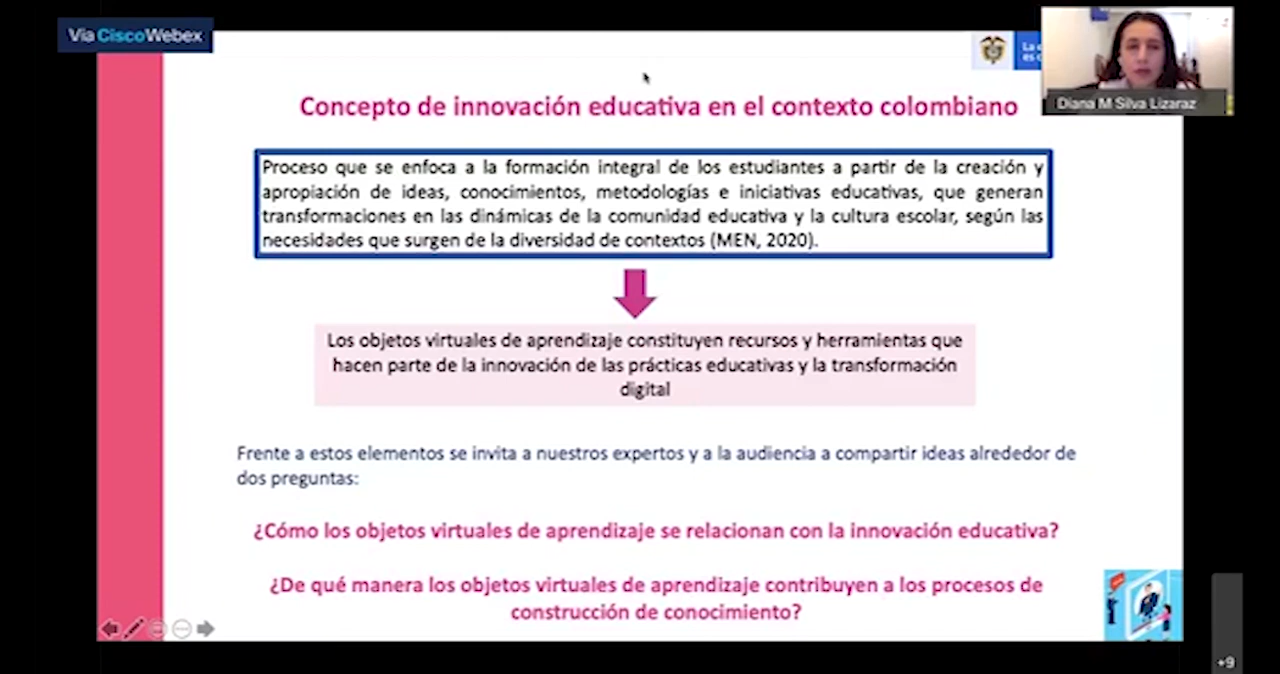 Vía CiscoWebex
La e
es d
Diana M Silva Lizaraz
Concepto de innovación educativa en el contexto colombiano
Proceso que se enfoca a la formación integral de los estudiantes a partir de la creación y
apropiación de ideas, conocimientos, metodologías e iniciativas educativas, que generan
transformaciones en las dinámicas de la comunidad educativa y la cultura escolar, según las
necesidades que surgen de la diversidad de contextos (MEN, 2020).
Los objetos virtuales de aprendizaje constituyen recursos y herramientas que
hacen parte de la innovación de las prácticas educativas y la transformación
digital
Frente a estos elementos se invita a nuestros expertos y a la audiencia a compartir ideas alrededor de
dos preguntas:
¿Cómo los objetos virtuales de aprendizaje se relacionan con la innovación educativa?
¿De qué manera los objetos virtuales de aprendizaje contribuyen a los procesos de
construcción de conocimiento?
+9